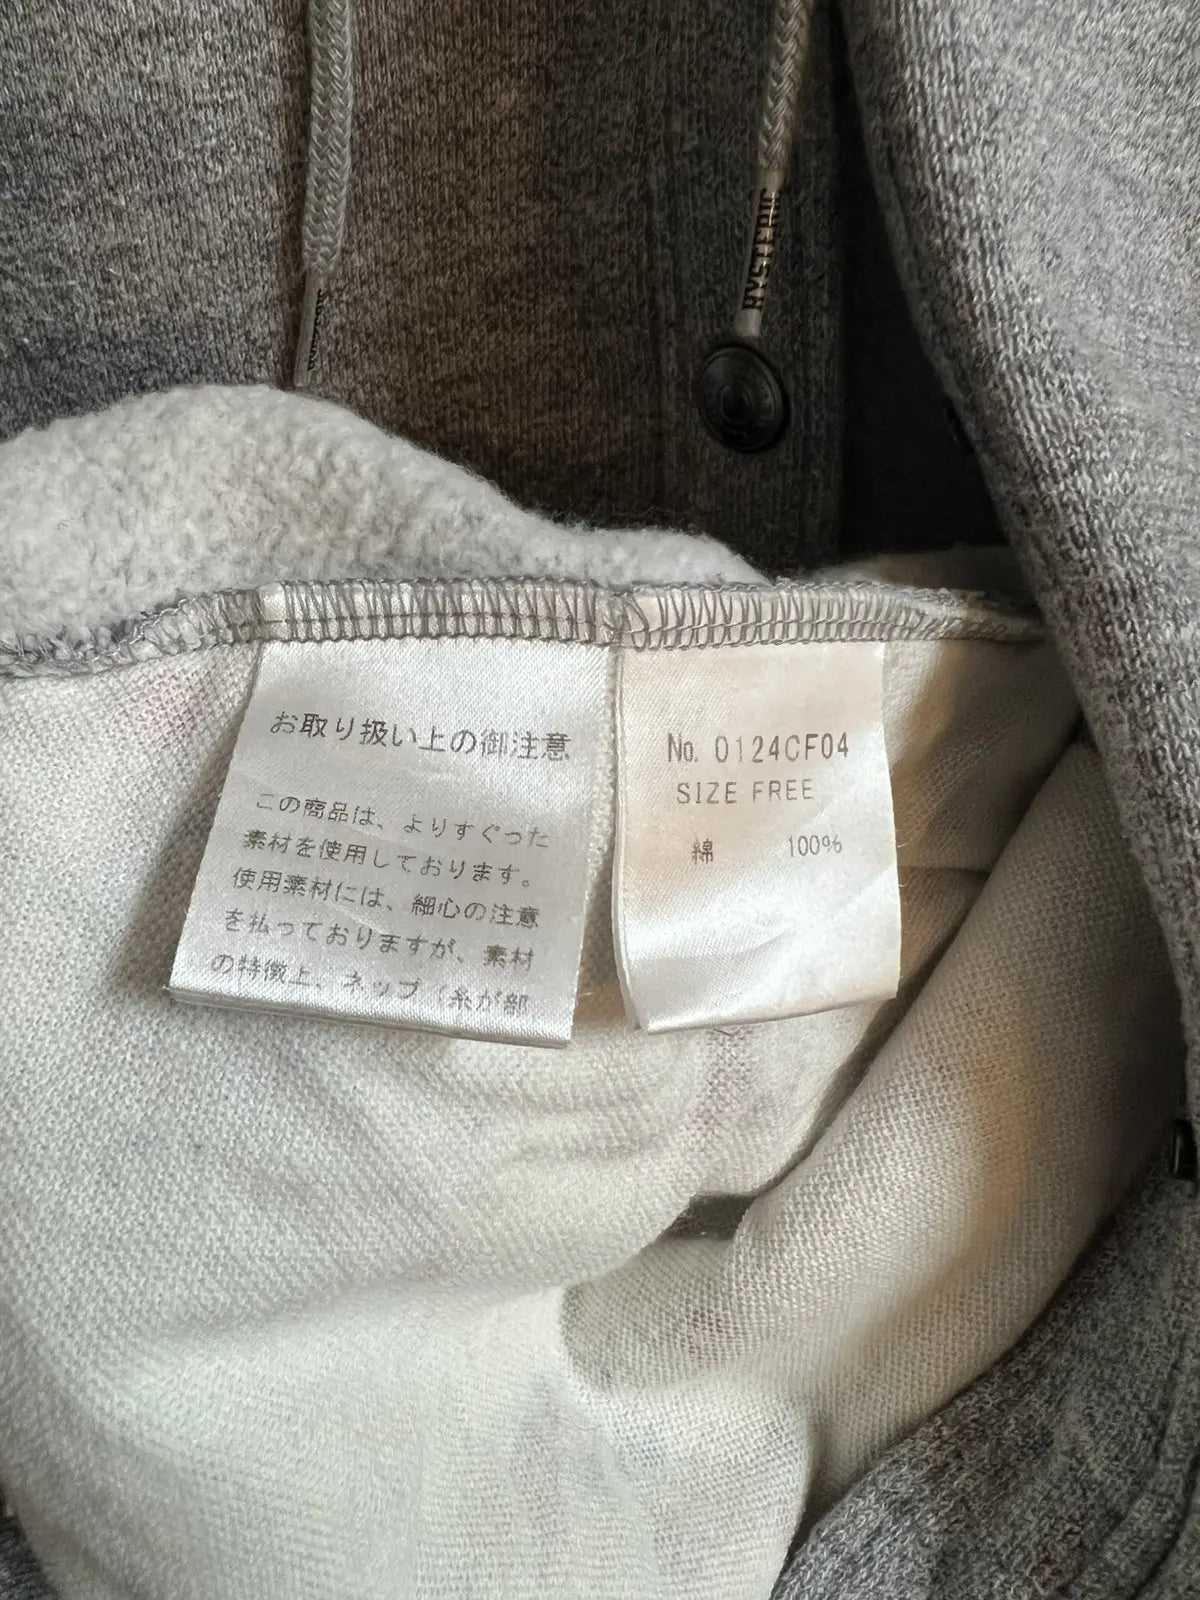 HYSTERIC
お取り扱い上の御注意
この商品は、よりすぐった
素材を使用しております。
使用素材には、細心の注意
を払っておりますが、素材
の特徴上、ネップ（糸が部
No. 0124CF04
SIZE FREE
綿 100%